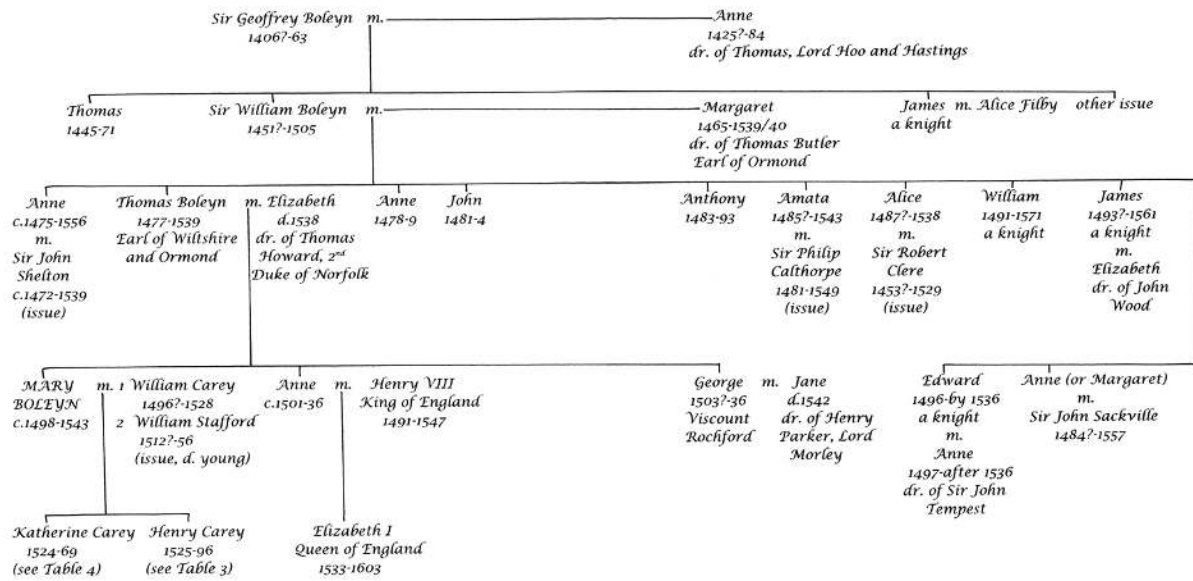 Sir Geoffrey Boleyn m. Anne
1406?-63 1425?-84
dr. of Thomas, Lord Hoo and Hastings
Thomas Sir William Boleyn m. Margaret James m. Alice Filby other issue
1445-71 1451?-1505 1465-1539/40 a knight
dr. of Thomas Butler
Earl of Ormond
Anne
c.1475-1556
m.
Sir John
Shelton
c.1472-1539
(issue)
Thomas Boleyn
1477-1539
Earl of Wiltshire
and Ormond
m. Elizabeth
d.1538
dr. of Thomas
Howard, 2nd
Duke of Norfolk
Anne
1478-9
John
1481-4
Anthony
1483-93
Amata
1485?-1543
m.
Sir Philip
Calthorpe
1481-1549
(issue)
Alice
1487?-1538
m.
Sir Robert
Clere
1453?-1529
(issue)
William
1491-1571
a knight
James
1493?-1561
a knight
m.
Elizabeth
dr. of John
Wood
MARY
BOLEYN
c.1498-1543
m. 1 William Carey
1496?-1528
2 William Stafford
1512?-56
(issue, d. young)
Anne
c.1501-36
m.
Henry VIII
King of England
1491-1547
George
1503?-36
Viscount
Rochford
m.
Jane
d.1542
dr. of Henry
Parker, Lord
Morley
Edward
1496-by 1536
a knight
m.
Anne
1497-after 1536
dr. of Sir John
Tempest
Anne (or Margaret)
m.
Sir John Sackville
1484?-1557
Katherine Carey
1524-69
(see Table 4)
Henry Carey
1525-96
(see Table 3)
Elizabeth I
Queen of England
1533-1603